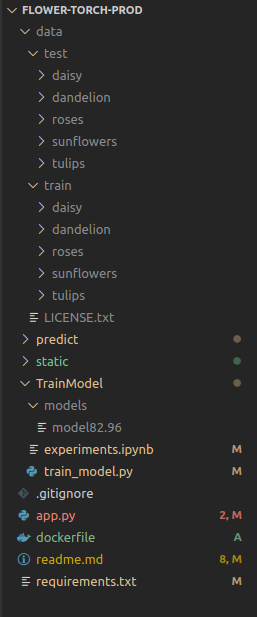 FLOWER-TORCH-PROD
data
test
daisy
dandelion
roses
sunflowers
tulips
train
daisy
dandelion
roses
sunflowers
tulips
LICENSE.txt
predict
static
TrainModel
models
model82.96
experiments.ipynb M
train_model.py M
.gitignore
app.py 2, M
dockerfile A
readme.md 8, M
requirements.txt M